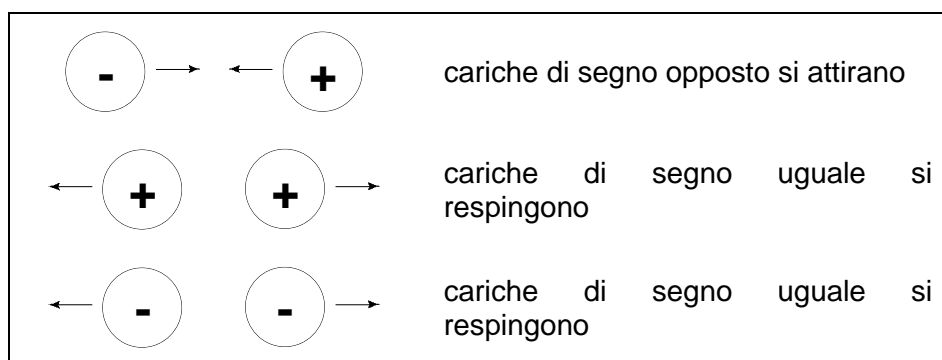 - + cariche di segno opposto si attirano
+ + cariche di segno uguale si
respingono
- - cariche di segno uguale si
respingono